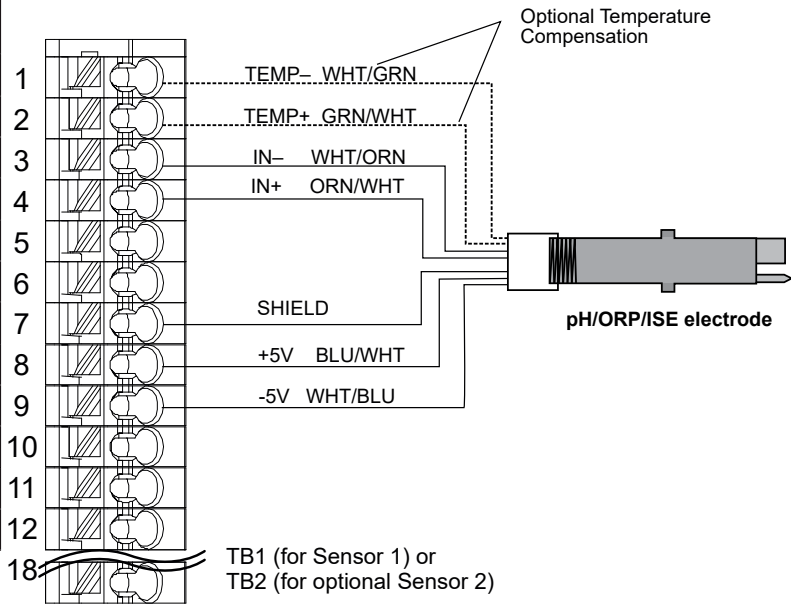 Optional Temperature
Compensation
1 TEMP– WHT/GRN
2 TEMP+ GRN/WHT
3 IN– WHT/ORN
4 IN+ ORN/WHT
5
6
7 SHIELD
8 +5V BLU/WHT
9 -5V WHT/BLU
10
11
12
18
pH/ORP/ISE electrode
TB1 (for Sensor 1) or
TB2 (for optional Sensor 2)